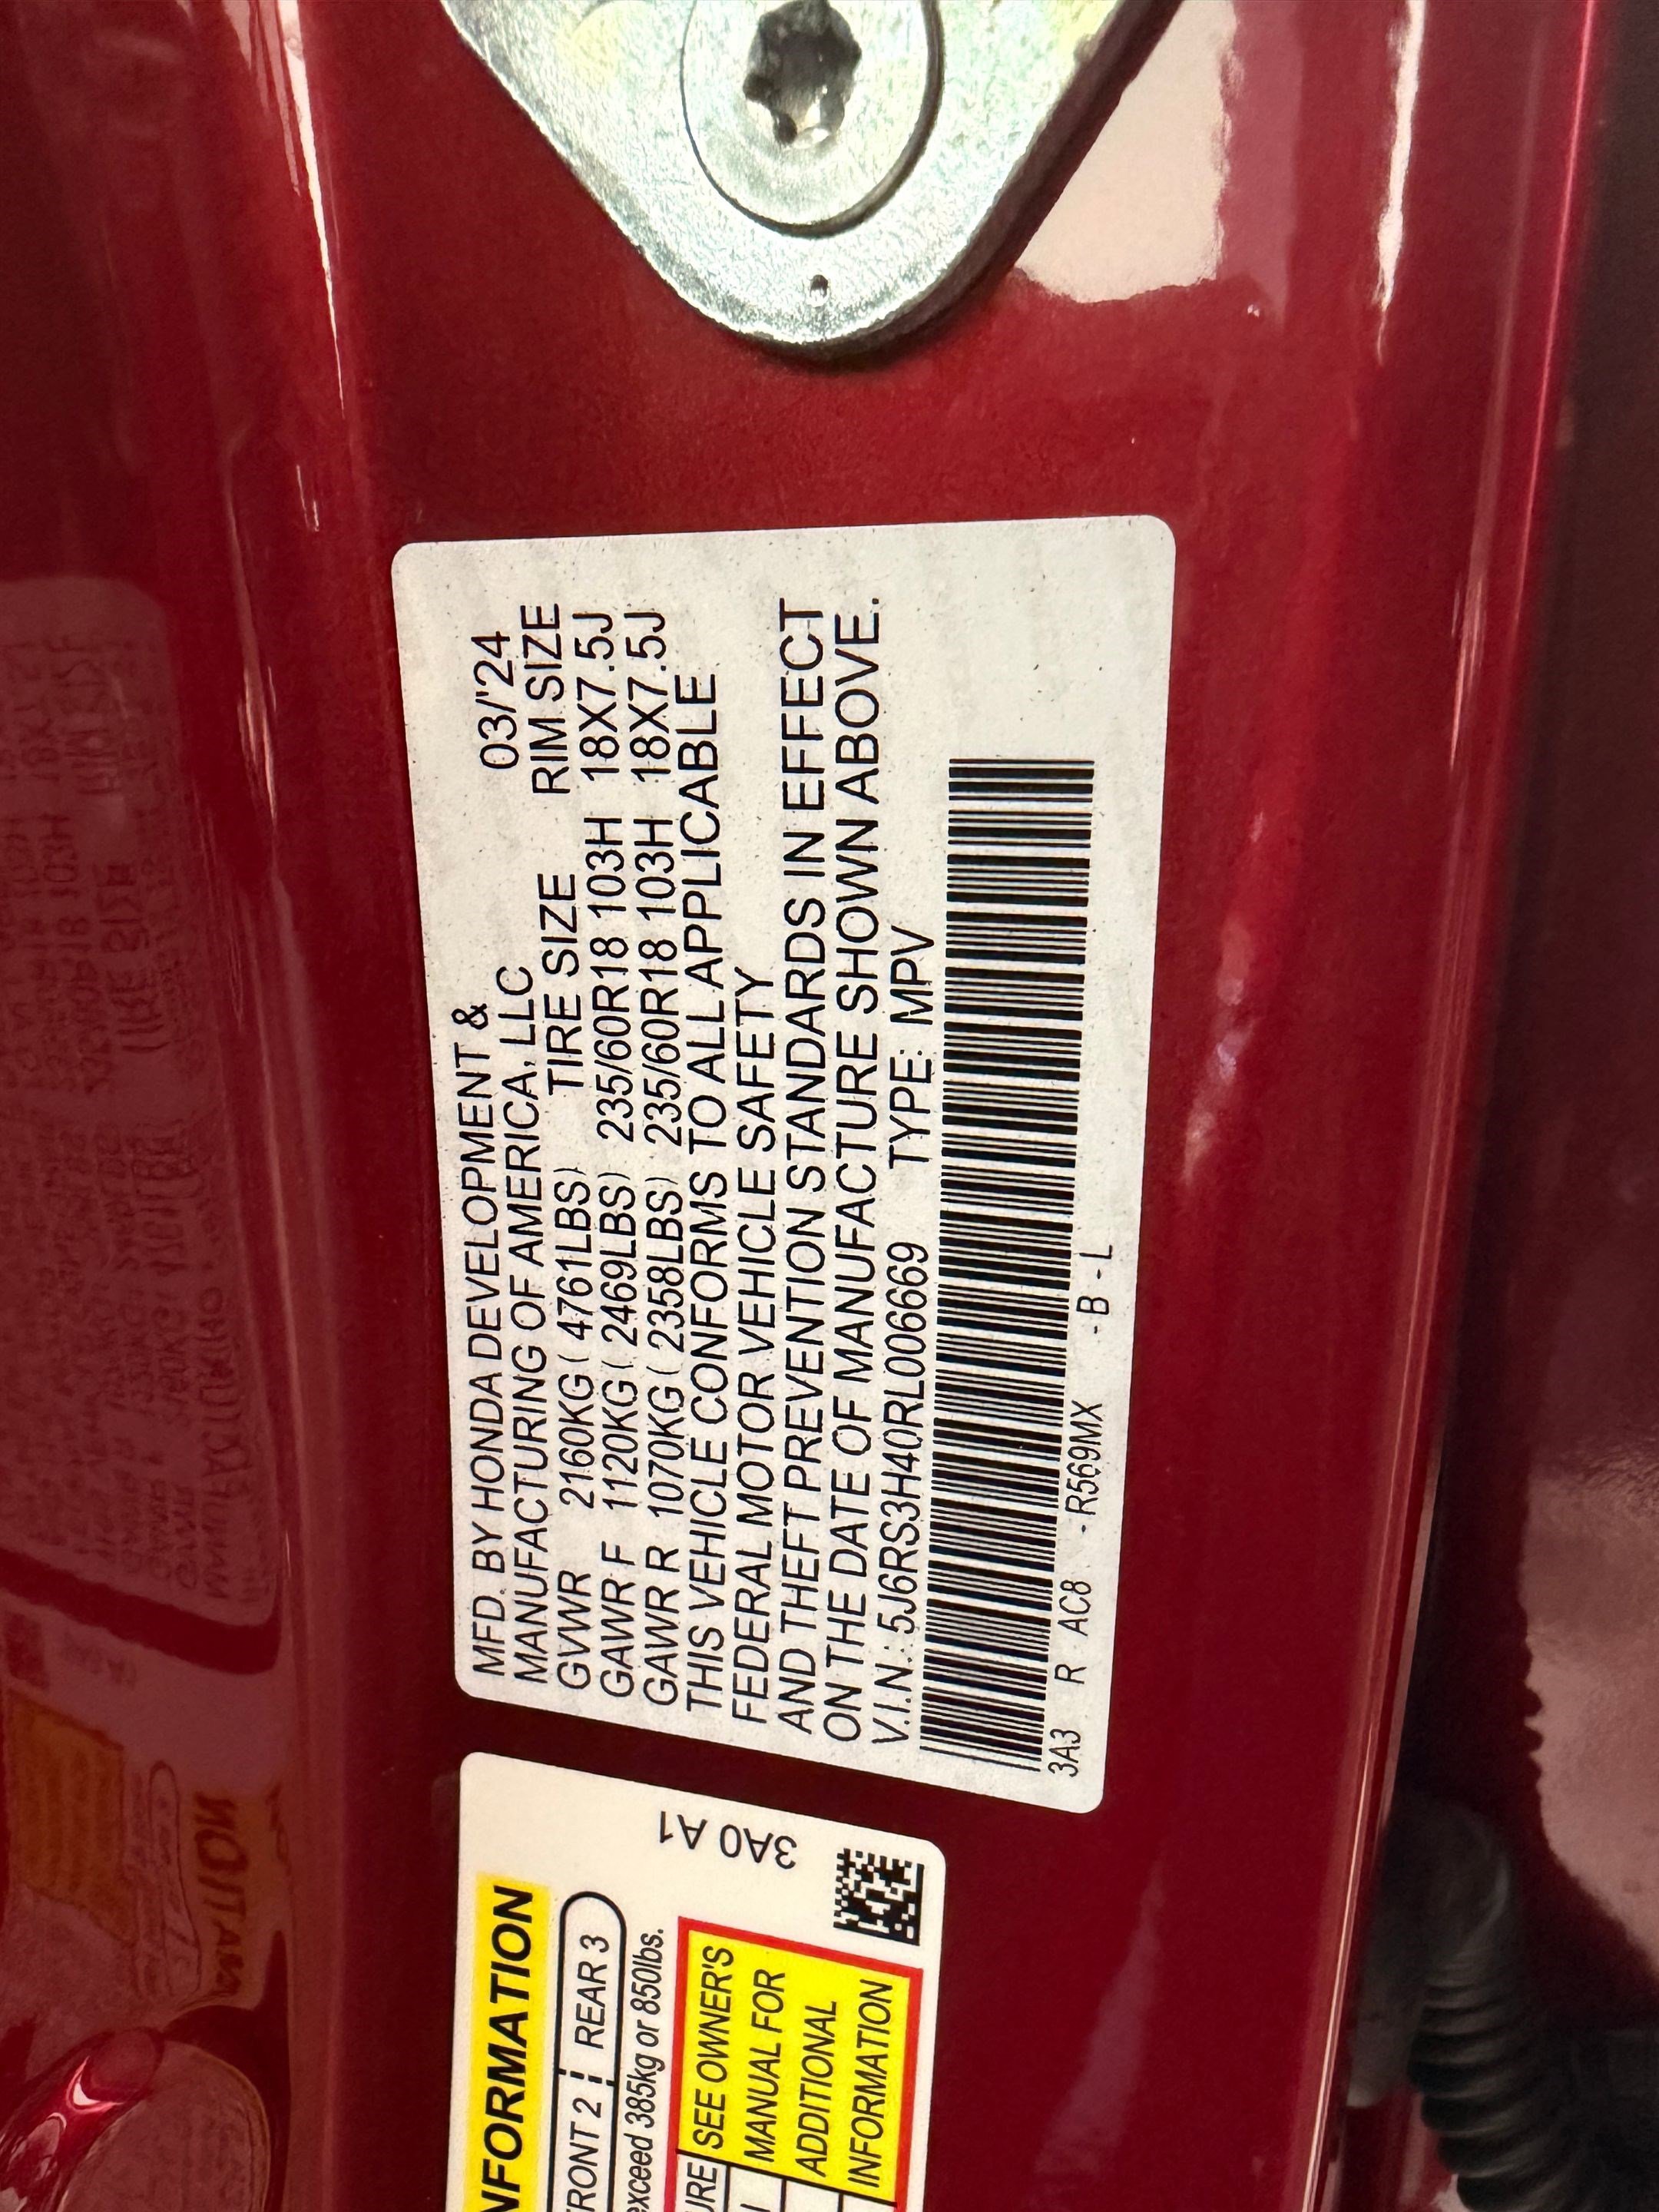 MFD. BY HONDA DEVELOPMENT &
MANUFACTURING OF AMERICA, LLC 03/'24
TIRE SIZE RIM SIZE
GVWR 2160KG ( 4761LBS)
GAWR F 1120KG ( 2469LBS) 235/60R18 103H 18X7.5J
GAWR R 1070KG ( 2358LBS) 235/60R18 103H 18X7.5J
THIS VEHICLE CONFORMS TO ALL APPLICABLE
FEDERAL MOTOR VEHICLE SAFETY
AND THEFT PREVENTION STANDARDS IN EFFECT
ON THE DATE OF MANUFACTURE SHOWN ABOVE.
V.I.N.: 5J6RS3H40RL006669 TYPE: MPV
3A3 R AC8 -R569MX -B - L
3A0 A1
NFORMATION
FRONT 2 REAR 3
exceed 385kg or 850lbs.
SEE OWNER'S
MANUAL FOR
ADDITIONAL
INFORMATION